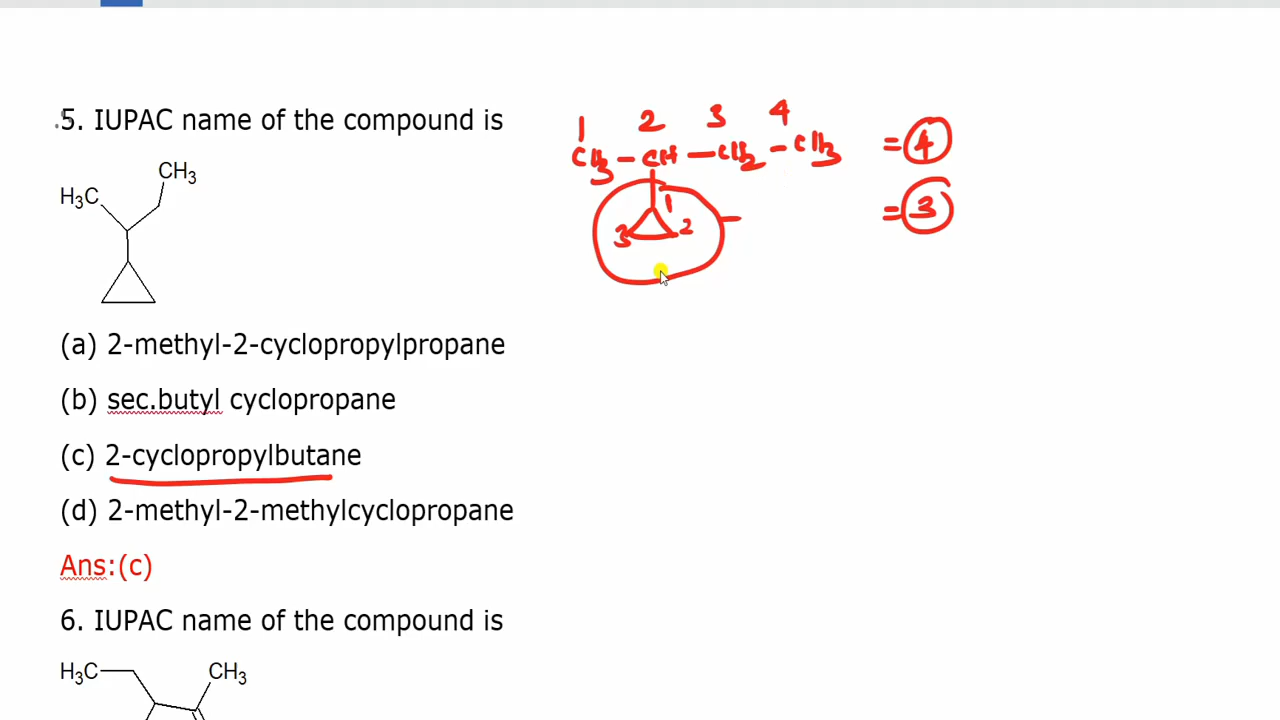 .5. IUPAC name of the compound is
CH3
H3C
1 2 3 4
CH3 – CH – CH2 – CH3 = 4
1
3 2 – = 3
(a) 2-methyl-2-cyclopropylpropane
(b) sec.butyl cyclopropane
(c) 2-cyclopropylbutane
(d) 2-methyl-2-methylcyclopropane
Ans:(c)
6. IUPAC name of the compound is
H3C CH3